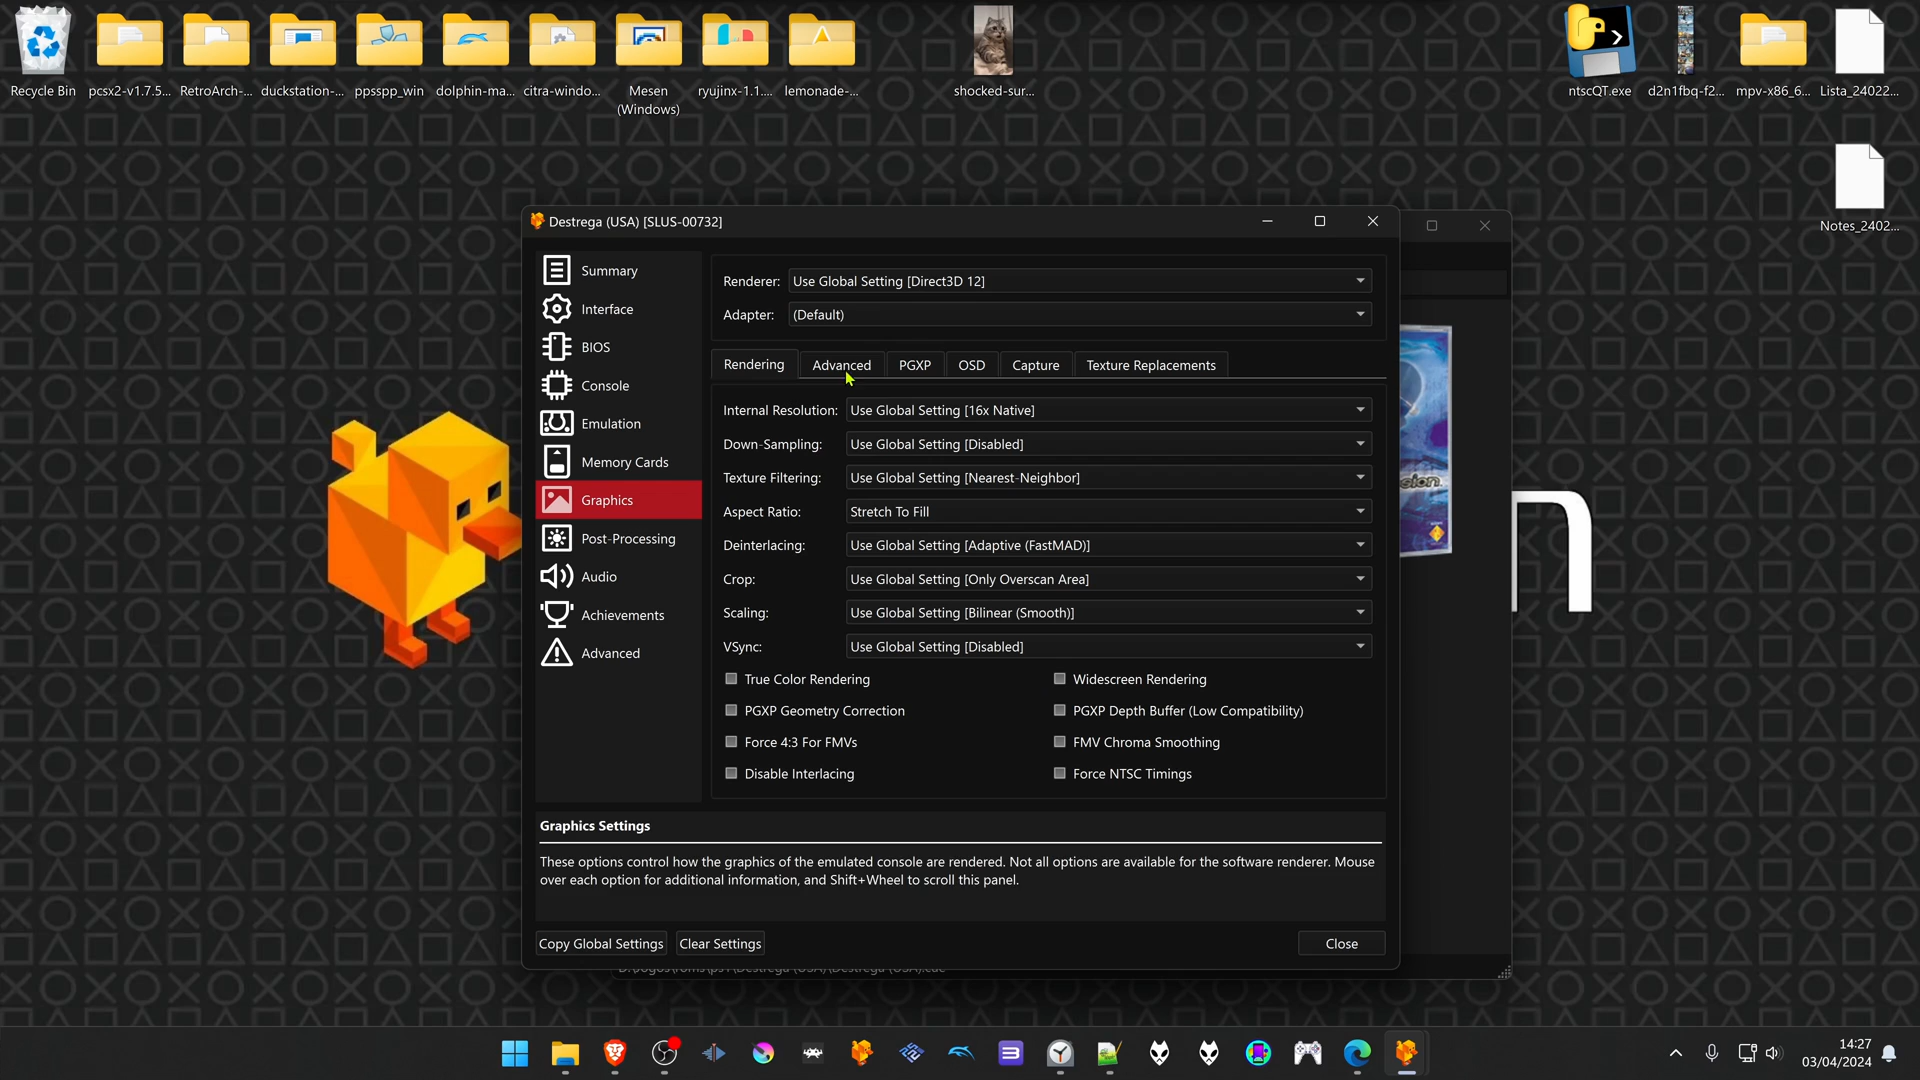 Recycle Bin
pcsx2-v1.7.5...
RetroArch-...
duckstation-...
ppsspp_win
dolphin-ma...
citra-windo...
Mesen
(Windows)
ryujinx-1.1....
lemonade-...
shocked-sur...
ntscQT.exe
d2n1fbq-f2...
mpv-x86_6...
Lista_24022...
Notes_2402...
Destrega (USA) [SLUS-00732]
Summary
Interface
BIOS
Console
Emulation
Memory Cards
Graphics
Post-Processing
Audio
Achievements
Advanced
Renderer: Use Global Setting [Direct3D 12]
Adapter: (Default)
Rendering Advanced PGXP OSD Capture Texture Replacements
Internal Resolution: Use Global Setting [16x Native]
Down-Sampling: Use Global Setting [Disabled]
Texture Filtering: Use Global Setting [Nearest-Neighbor]
Aspect Ratio: Stretch To Fill
Deinterlacing: Use Global Setting [Adaptive (FastMAD)]
Crop: Use Global Setting [Only Overscan Area]
Scaling: Use Global Setting [Bilinear (Smooth)]
VSync: Use Global Setting [Disabled]
True Color Rendering Widescreen Rendering
PGXP Geometry Correction PGXP Depth Buffer (Low Compatibility)
Force 4:3 For FMVs FMV Chroma Smoothing
Disable Interlacing Force NTSC Timings
Graphics Settings
These options control how the graphics of the emulated console are rendered. Not all options are available for the software renderer. Mouse
over each option for additional information, and Shift+Wheel to scroll this panel.
Copy Global Settings Clear Settings Close
n
14:27
03/04/2024